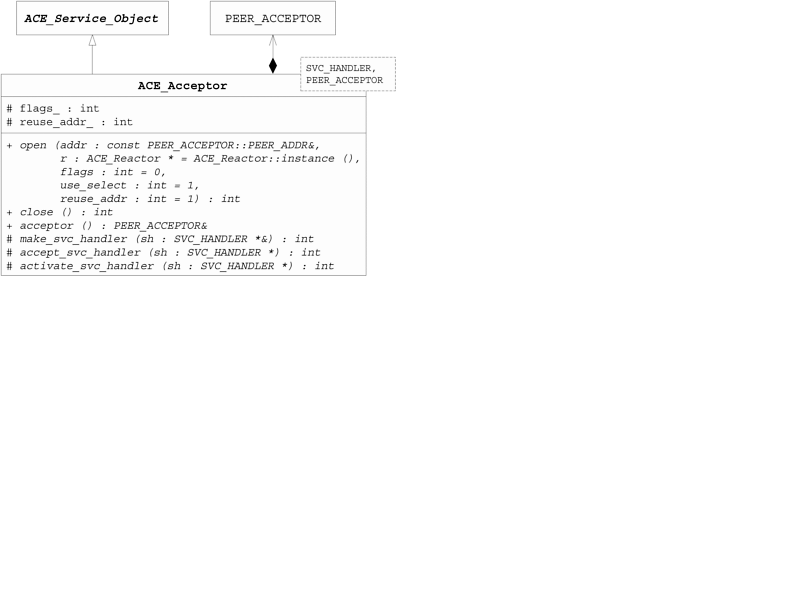 ACE_Service_Object
PEER_ACCEPTOR
SVC_HANDLER,
PEER_ACCEPTOR
ACE_Acceptor
# flags_ : int
# reuse_addr_ : int
+ open (addr : const PEER_ACCEPTOR::PEER_ADDR&,
r : ACE_Reactor * = ACE_Reactor::instance (),
flags : int = 0,
use_select : int = 1,
reuse_addr : int = 1) : int
+ close () : int
+ acceptor () : PEER_ACCEPTOR&
# make_svc_handler (sh : SVC_HANDLER *&) : int
# accept_svc_handler (sh : SVC_HANDLER *) : int
# activate_svc_handler (sh : SVC_HANDLER *) : int